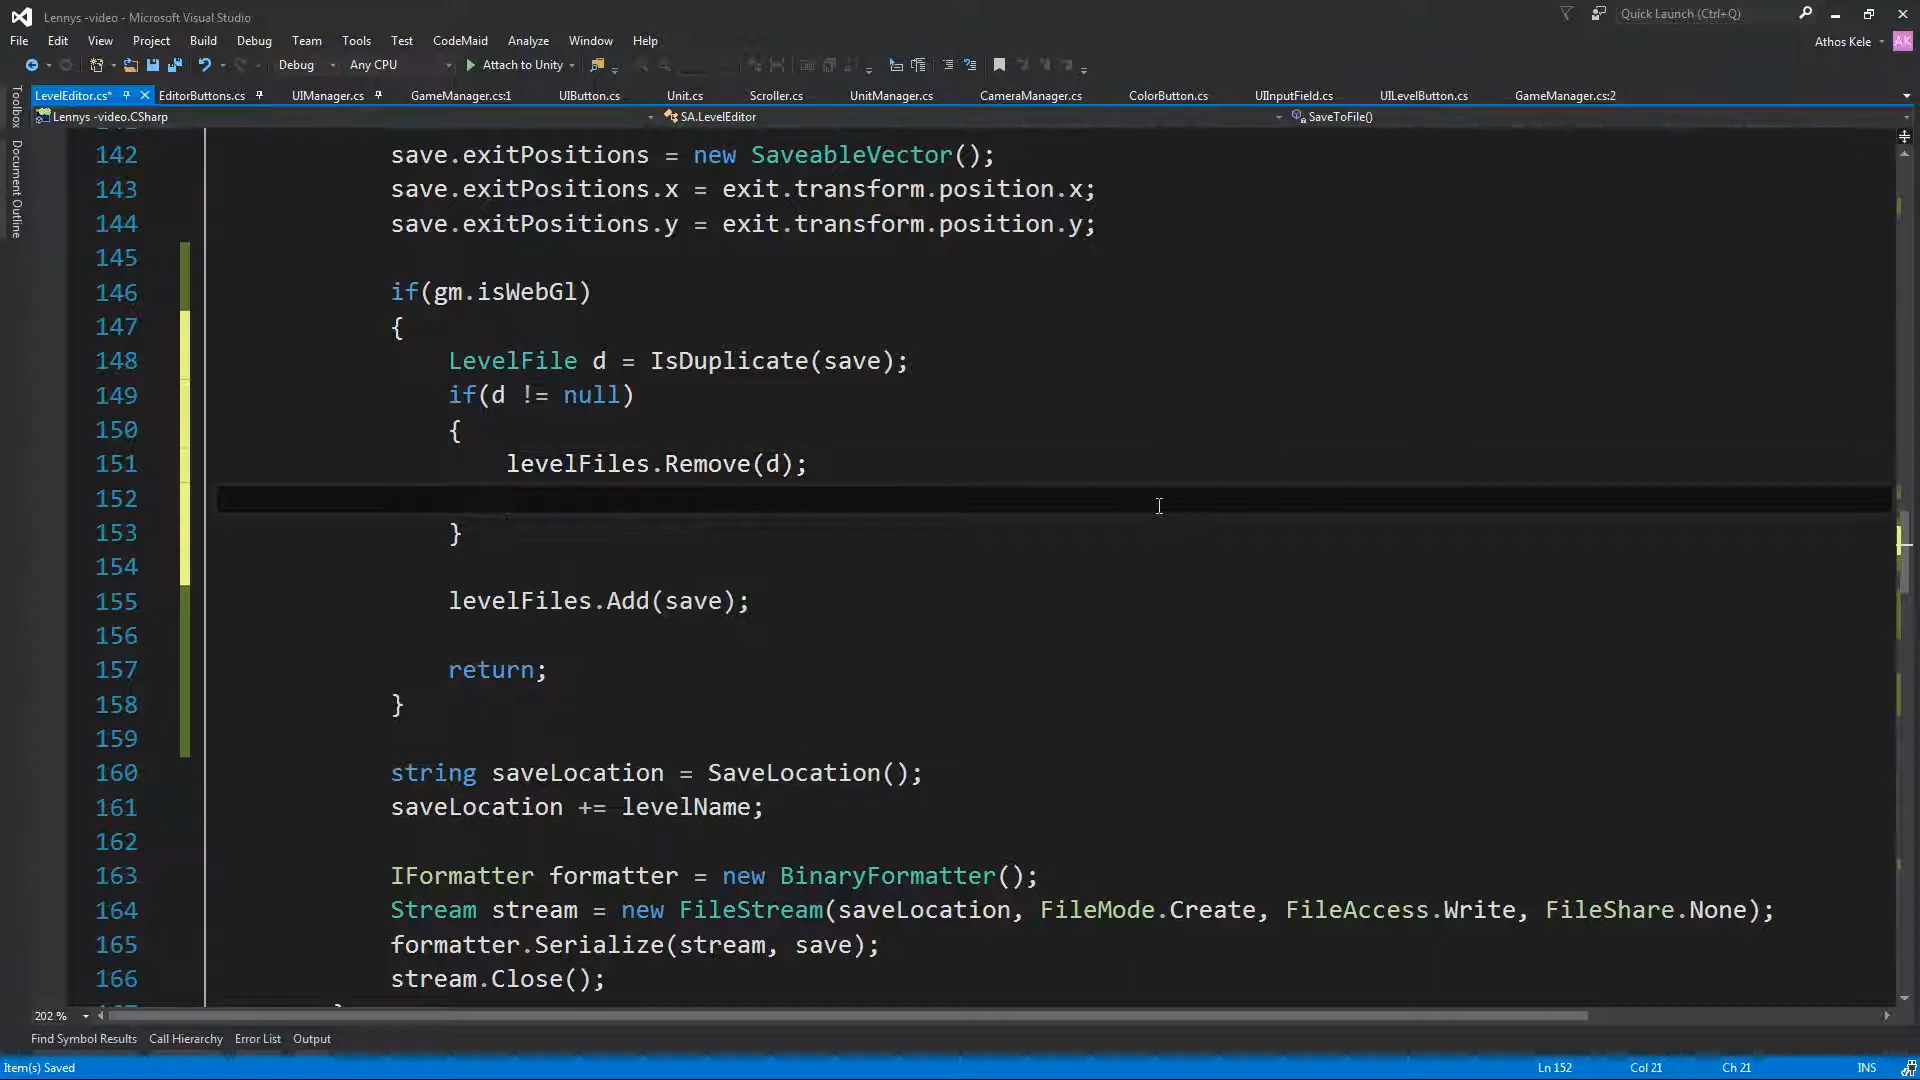 Lennys -video - Microsoft Visual Studio
Quick Launch (Ctrl+Q)
File Edit View Project Build Debug Team Tools Test CodeMaid Analyze Window Help
Athos Kele AK
Debug Any CPU Attach to Unity
LevelEditor.cs* EditorButtons.cs UIManager.cs GameManager.cs:1 UIButton.cs Unit.cs Scroller.cs UnitManager.cs CameraManager.cs ColorButton.cs UIInputField.cs UILevelButton.cs GameManager.cs:2
Lennys -video.CSharp SA.LevelEditor SaveToFile()
Toolbox
Document Outline
142 save.exitPositions = new SaveableVector();
143 save.exitPositions.x = exit.transform.position.x;
144 save.exitPositions.y = exit.transform.position.y;
145
146 if(gm.isWebGl)
147 {
148 LevelFile d = IsDuplicate(save);
149 if(d != null)
150 {
151 levelFiles.Remove(d);
152
153 }
154
155 levelFiles.Add(save);
156
157 return;
158 }
159
160 string saveLocation = SaveLocation();
161 saveLocation += levelName;
162
163 IFormatter formatter = new BinaryFormatter();
164 Stream stream = new FileStream(saveLocation, FileMode.Create, FileAccess.Write, FileShare.None);
165 formatter.Serialize(stream, save);
166 stream.Close();
202 %
Find Symbol Results Call Hierarchy Error List Output
Item(s) Saved Ln 152 Col 21 Ch 21 INS